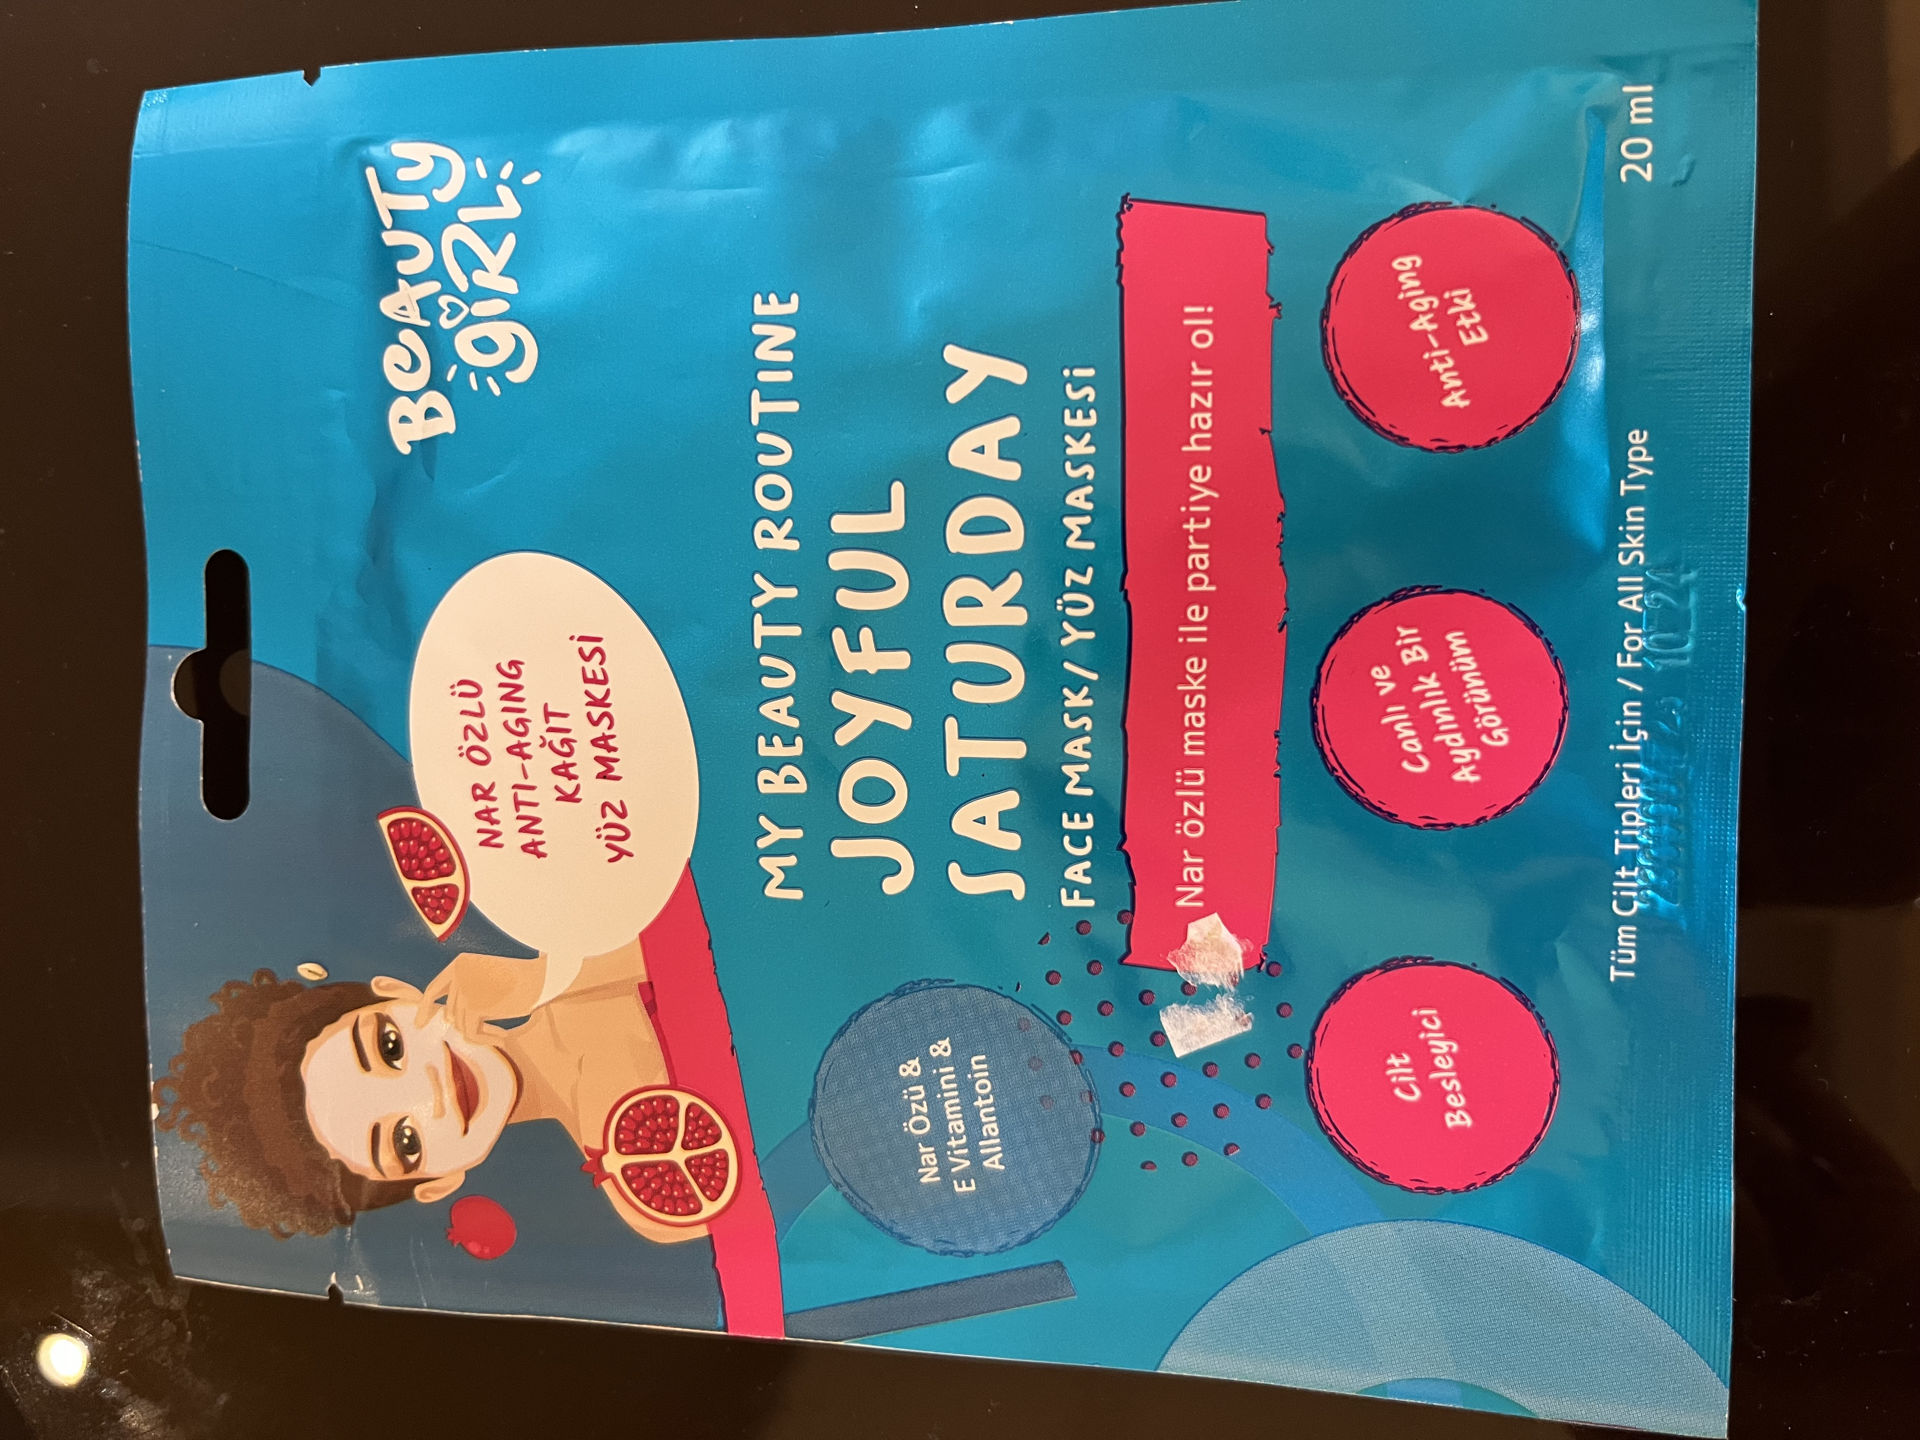 BEAUTY
GIRL
NAR ÖZLÜ
ANTI-AGING
KAĞIT
YÜZ MASKESİ
MY BEAUTY ROUTINE
JOYFUL
SATURDAY
FACE MASK / YÜZ MASKESİ
Nar özlü maske ile partiye hazır ol!
Nar Özü &
E Vitamini &
Allantoin
Cilt
Besleyici
Canlı ve
Aydınlık Bir
Görünüm
Anti-Aging
Etki
Tüm Cilt Tipleri İçin / For All Skin Type
20 ml
10 24